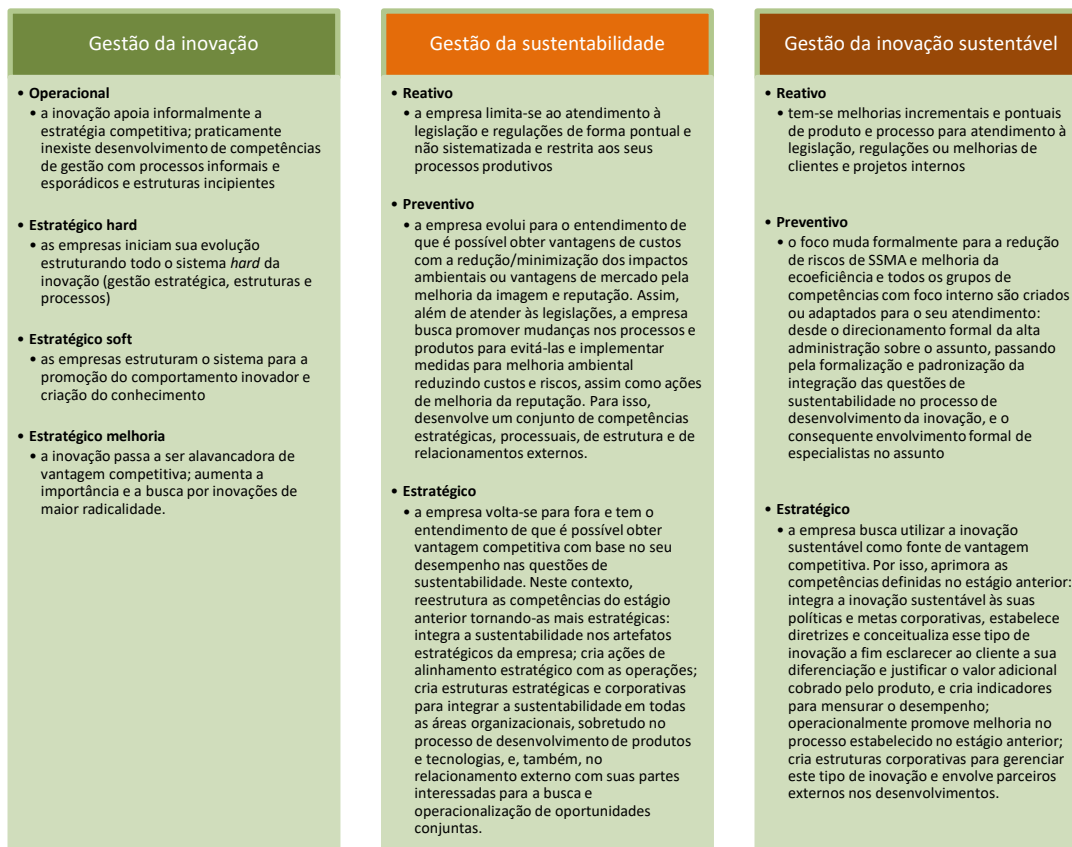 Gestão da inovação
• Operacional
• a inovação apoia informalmente a
estratégia competitiva; praticamente
inexiste desenvolvimento de competências
de gestão com processos informais e
esporádicos e estruturas incipientes
• Estratégico hard
• as empresas iniciam sua evolução
estruturando todo o sistema hard da
inovação (gestão estratégica, estruturas e
processos)
• Estratégico soft
• as empresas estruturam o sistema para a
promoção do comportamento inovador e
criação do conhecimento
• Estratégico melhoria
• a inovação passa a ser alavancadora de
vantagem competitiva; aumenta a
importância e a busca por inovações de
maior radicalidade.
Gestão da sustentabilidade
• Reativo
• a empresa limita-se ao atendimento à
legislação e regulações de forma pontual e
não sistematizada e restrita aos seus
processos produtivos
• Preventivo
• a empresa evolui para o entendimento de
que é possível obter vantagens de custos
com a redução/minimização dos impactos
ambientais ou vantagens de mercado pela
melhoria da imagem e reputação. Assim,
além de atender às legislações, a empresa
busca promover mudanças nos processos e
produtos para evitá-las e implementar
medidas para melhoria ambiental
reduzindo custos e riscos, assim como ações
de melhoria da reputação. Para isso,
desenvolve um conjunto de competências
estratégicas, processuais, de estrutura e de
relacionamentos externos.
• Estratégico
• a empresa volta-se para fora e tem o
entendimento de que é possível obter
vantagem competitiva com base no seu
desempenho nas questões de
sustentabilidade. Neste contexto,
reestrutura as competências do estágio
anterior tornando-as mais estratégicas:
integra a sustentabilidade nos artefatos
estratégicos da empresa; cria ações de
alinhamento estratégico com as operações;
cria estruturas estratégicas e corporativas
para integrar a sustentabilidade em todas
as áreas organizacionais, sobretudo no
processo de desenvolvimento de produtos
e tecnologias, e, também, no
relacionamento externo com suas partes
interessadas para a busca e
operacionalização de oportunidades
conjuntas.
Gestão da inovação sustentável
• Reativo
• tem-se melhorias incrementais e pontuais
de produto e processo para atendimento à
legislação, regulações ou melhorias de
clientes e projetos internos
• Preventivo
• o foco muda formalmente para a redução
de riscos de SSMA e melhoria da
ecoeficiência e todos os grupos de
competências com foco interno são criados
ou adaptados para o seu atendimento:
desde o direcionamento formal da alta
administração sobre o assunto, passando
pela formalização e padronização da
integração das questões de
sustentabilidade no processo de
desenvolvimento da inovação, e o
consequente envolvimento formal de
especialistas no assunto
• Estratégico
• a empresa busca utilizar a inovação
sustentável como fonte de vantagem
competitiva. Por isso, aprimora as
competências definidas no estágio anterior:
integra a inovação sustentável às suas
políticas e metas corporativas, estabelece
diretrizes e conceitualiza esse tipo de
inovação a fim esclarecer ao cliente a sua
diferenciação e justificar o valor adicional
cobrado pelo produto, e cria indicadores
para mensurar o desempenho;
operacionalmente promove melhoria no
processo estabelecido no estágio anterior;
cria estruturas corporativas para gerenciar
este tipo de inovação e envolve parceiros
externos nos desenvolvimentos.